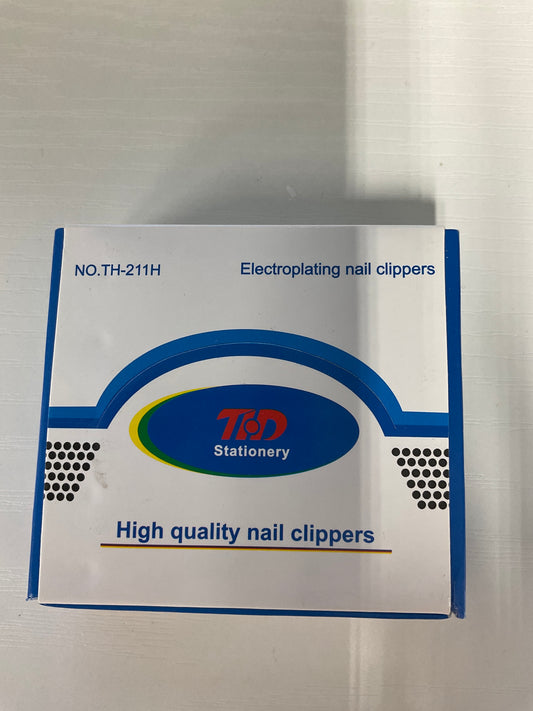 NO.TH-211H
Electroplating nail clippers
THD
Stationery
High quality nail clippers